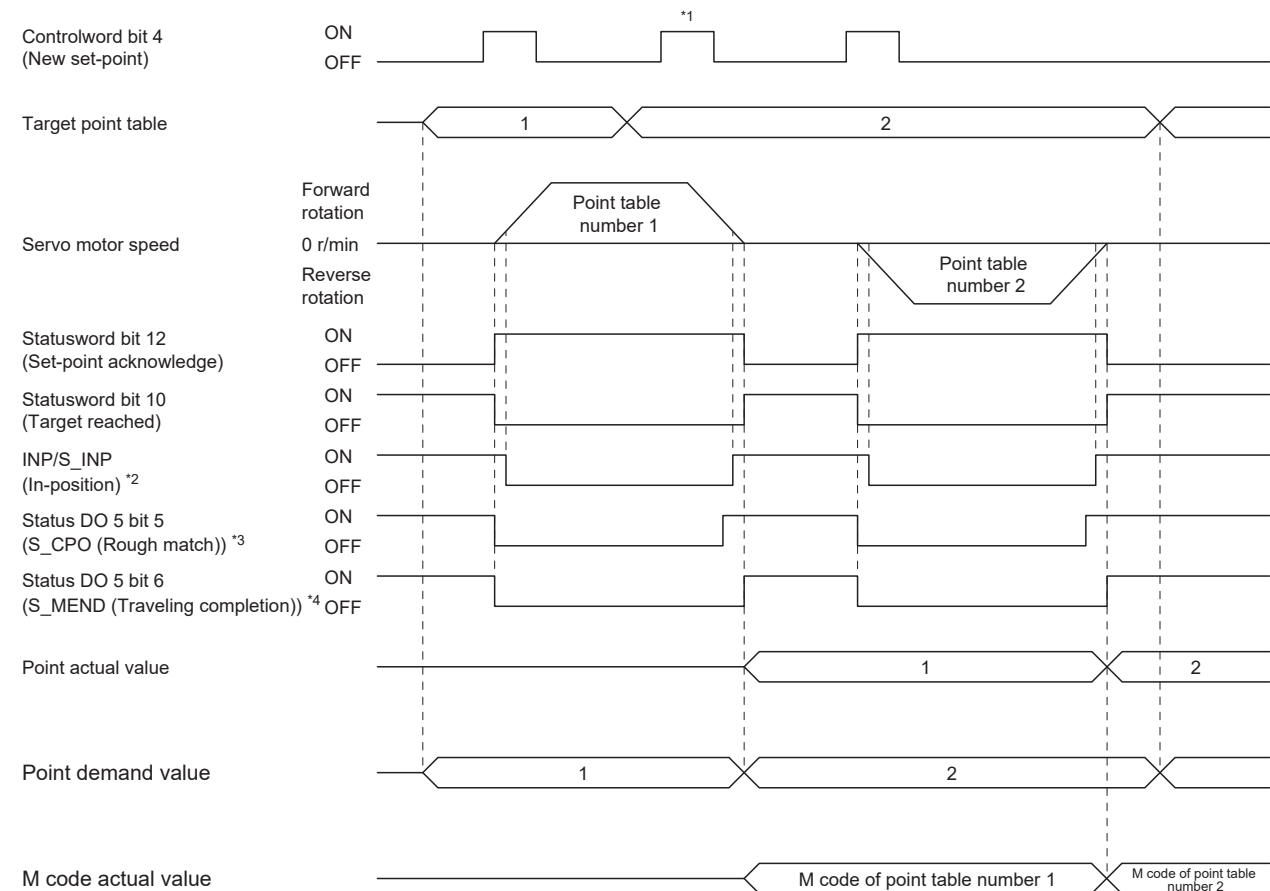 *1
Controlword bit 4
(New set-point)
ON
OFF
Target point table
1
2
Forward
rotation
Servo motor speed
0 r/min
Reverse
rotation
Point table
number 1
Point table
number 2
Statusword bit 12
(Set-point acknowledge)
ON
OFF
Statusword bit 10
(Target reached)
ON
OFF
INP/S_INP
(In-position) *2
ON
OFF
Status DO 5 bit 5
(S_CPO (Rough match)) *3
ON
OFF
Status DO 5 bit 6
(S_MEND (Traveling completion)) *4
ON
OFF
Point actual value
1
2
Point demand value
1
2
M code actual value
M code of point table number 1
M code of point table
number 2